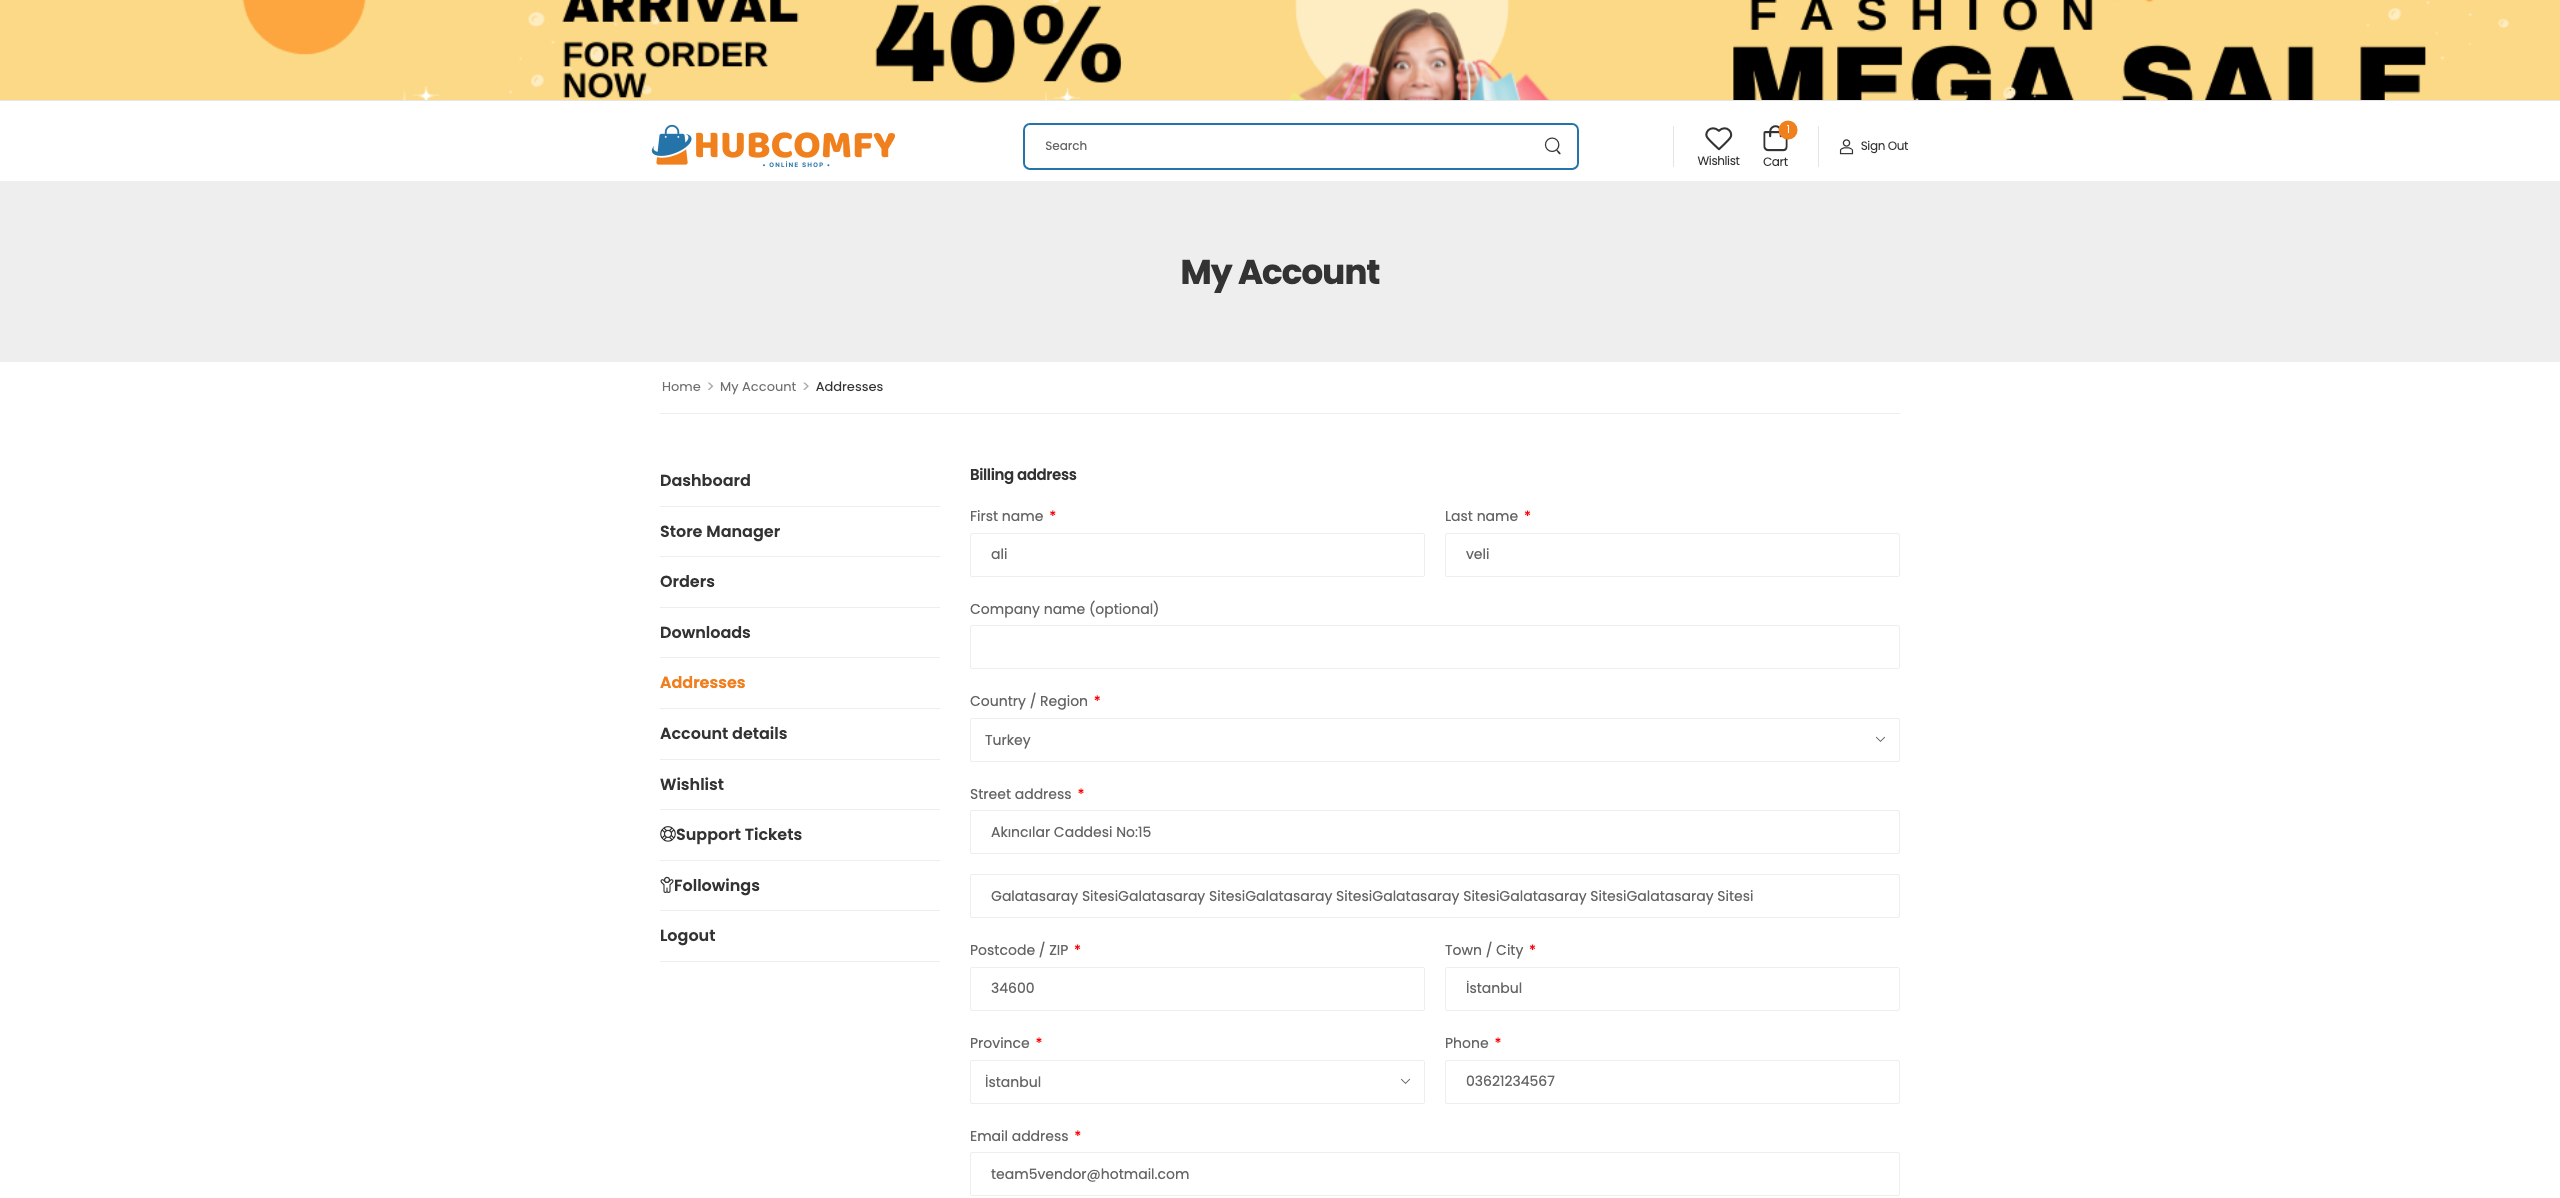 ARRIVAL
FOR ORDER
NOW
40%
FASHION
MEGA SALE
HUBCOMFY
• ONLİNE SHOP •
Search
Wishlist
1
Cart
Sign Out
My Account
Home > My Account > Addresses
Dashboard
Store Manager
Orders
Downloads
Addresses
Account details
Wishlist
Support Tickets
Followings
Logout
Billing address
First name *
Last name *
ali
veli
Company name (optional)
Country / Region *
Turkey
Street address *
Akıncılar Caddesi No:15
Galatasaray SitesiGalatasaray SitesiGalatasaray SitesiGalatasaray SitesiGalatasaray SitesiGalatasaray Sitesi
Postcode / ZIP *
Town / City *
34600
İstanbul
Province *
Phone *
İstanbul
03621234567
Email address *
team5vendor@hotmail.com